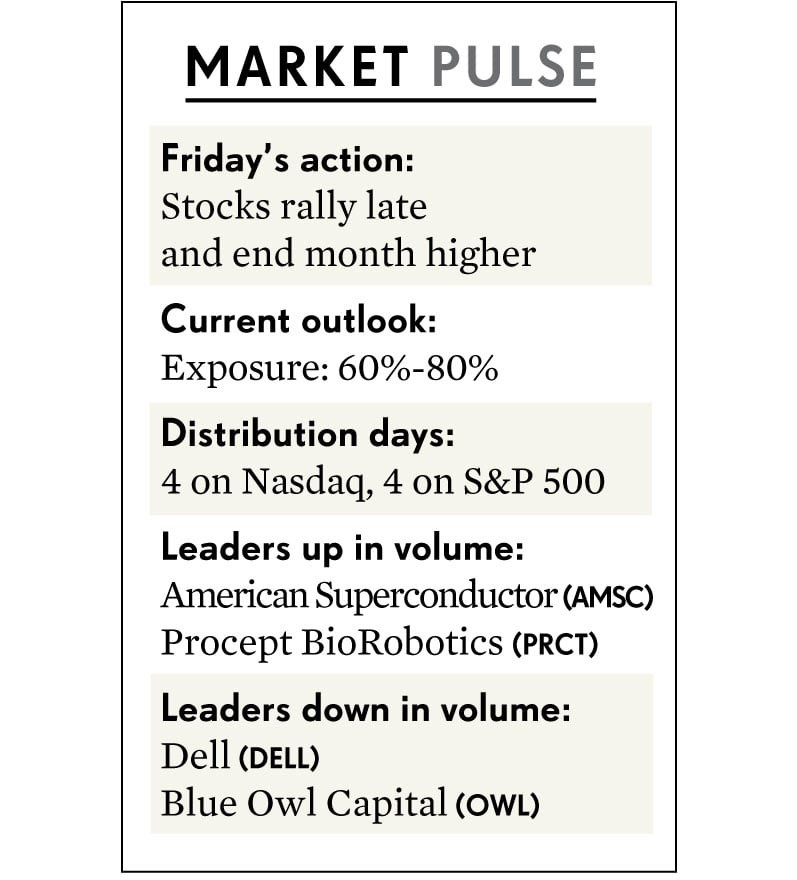 MARKET PULSE
Friday’s action:
Stocks rally late
and end month higher
Current outlook:
Exposure: 60%-80%
Distribution days:
4 on Nasdaq, 4 on S&P 500
Leaders up in volume:
American Superconductor (AMSC)
Procept BioRobotics (PRCT)
Leaders down in volume:
Dell (DELL)
Blue Owl Capital (OWL)